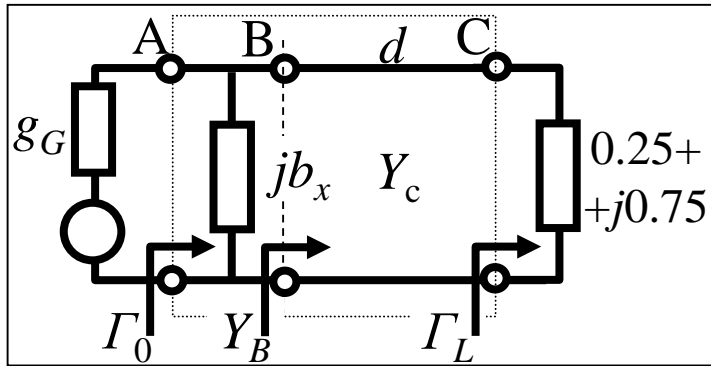 A B d C
g_G
jb_x Y_c
0.25+
+j0.75
Γ_0 Y_B Γ_L